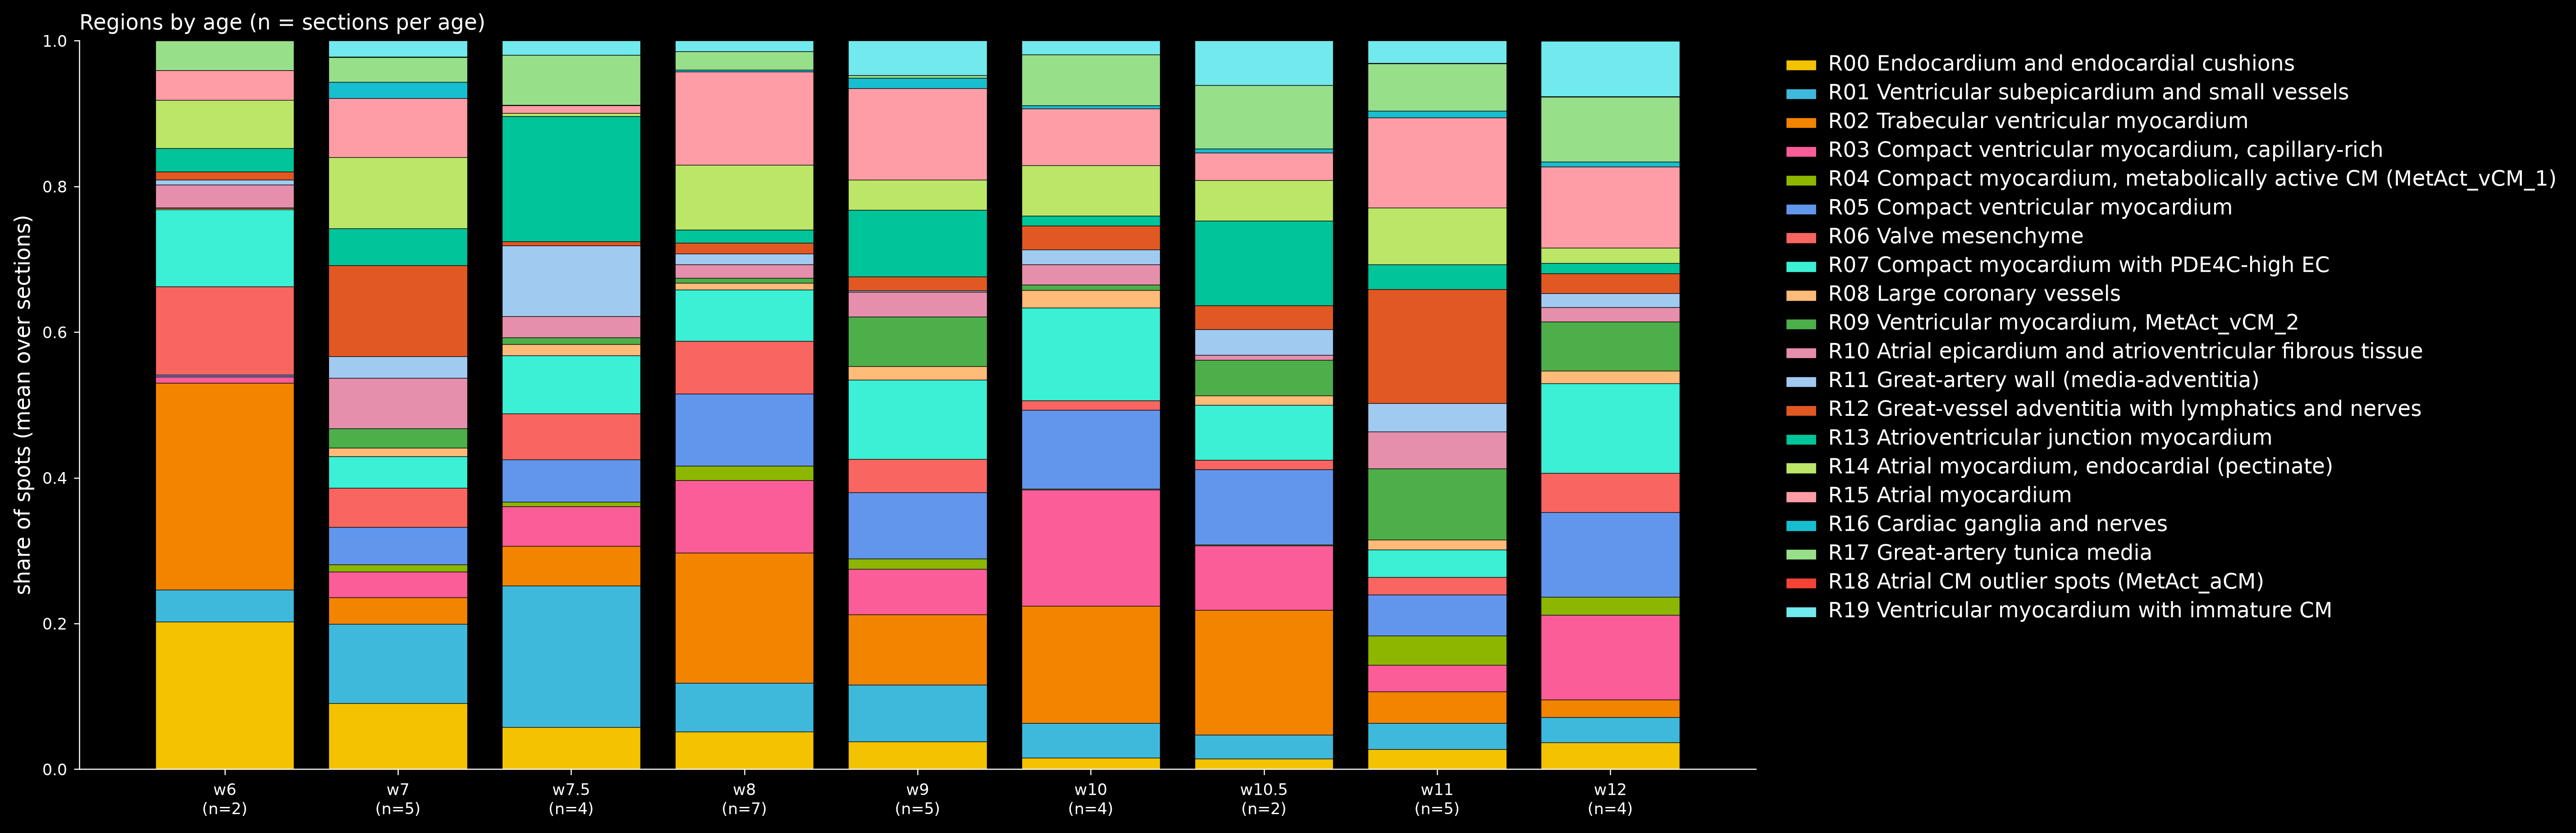 Regions by age (n = sections per age)
share of spots (mean over sections)
1.0
0.8
0.6
0.4
0.2
0.0
w6
(n=2)
w7
(n=5)
w7.5
(n=4)
w8
(n=7)
w9
(n=5)
w10
(n=4)
w10.5
(n=2)
w11
(n=5)
w12
(n=4)
R00 Endocardium and endocardial cushions
R01 Ventricular subepicardium and small vessels
R02 Trabecular ventricular myocardium
R03 Compact ventricular myocardium, capillary-rich
R04 Compact myocardium, metabolically active CM (MetAct_vCM_1)
R05 Compact ventricular myocardium
R06 Valve mesenchyme
R07 Compact myocardium with PDE4C-high EC
R08 Large coronary vessels
R09 Ventricular myocardium, MetAct_vCM_2
R10 Atrial epicardium and atrioventricular fibrous tissue
R11 Great-artery wall (media-adventitia)
R12 Great-vessel adventitia with lymphatics and nerves
R13 Atrioventricular junction myocardium
R14 Atrial myocardium, endocardial (pectinate)
R15 Atrial myocardium
R16 Cardiac ganglia and nerves
R17 Great-artery tunica media
R18 Atrial CM outlier spots (MetAct_aCM)
R19 Ventricular myocardium with immature CM